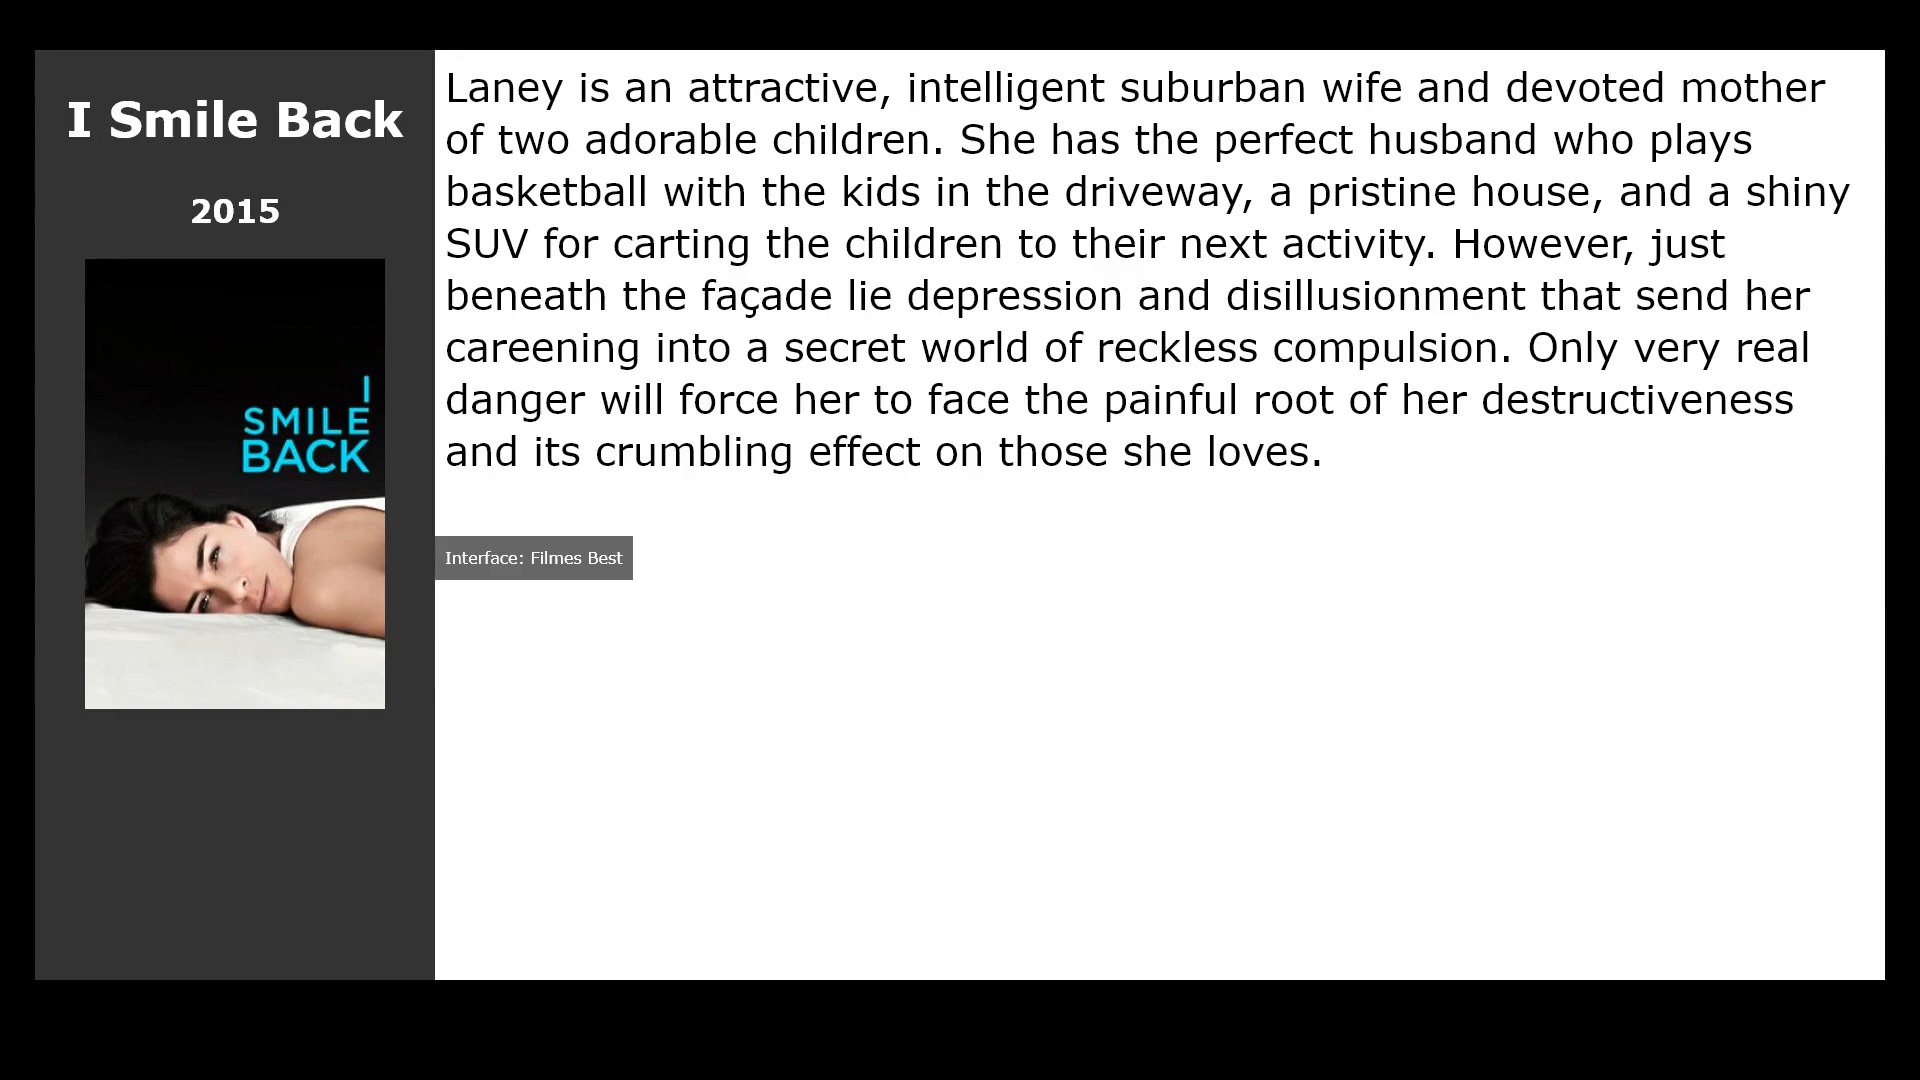 I Smile Back
2015
I
SMILE
BACK
Laney is an attractive, intelligent suburban wife and devoted mother
of two adorable children. She has the perfect husband who plays
basketball with the kids in the driveway, a pristine house, and a shiny
SUV for carting the children to their next activity. However, just
beneath the façade lie depression and disillusionment that send her
careening into a secret world of reckless compulsion. Only very real
danger will force her to face the painful root of her destructiveness
and its crumbling effect on those she loves.
Interface: Filmes Best